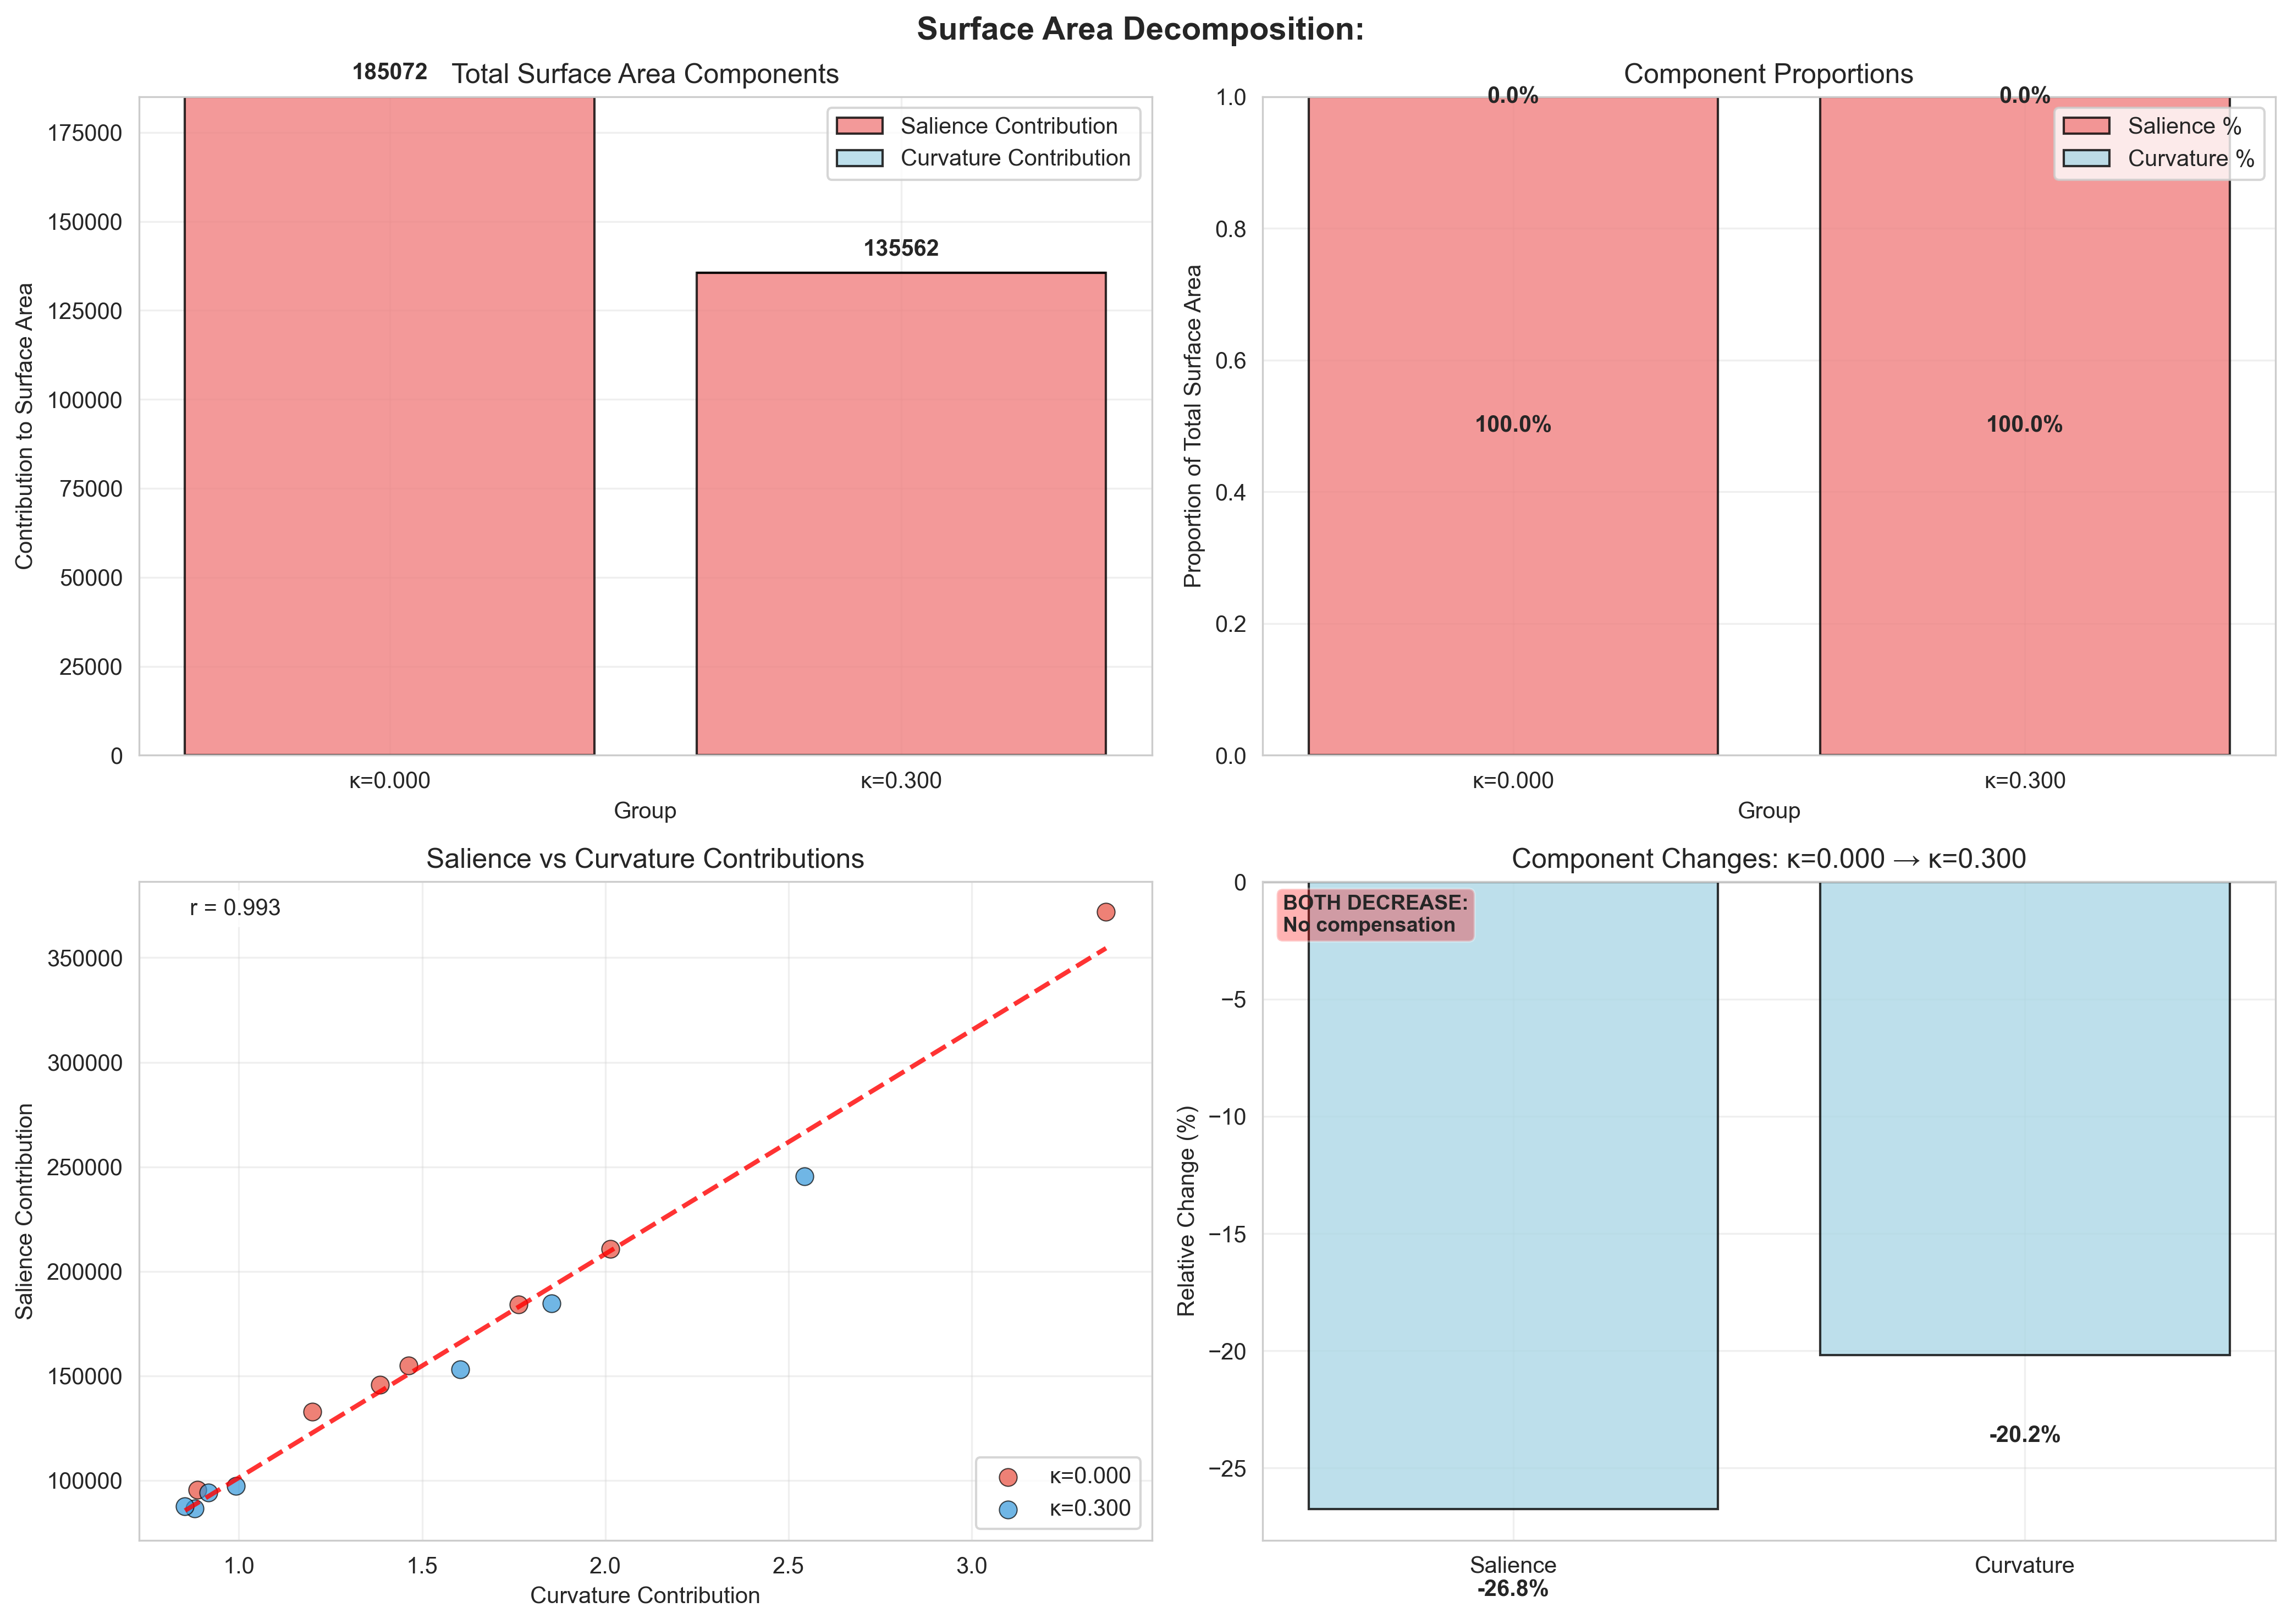 Surface Area Decomposition:
185072
Total Surface Area Components
Contribution to Surface Area
175000
150000
125000
100000
75000
50000
25000
0
135562
Salience Contribution
Curvature Contribution
κ=0.000
κ=0.300
Group
Component Proportions
Proportion of Total Surface Area
1.0
0.8
0.6
0.4
0.2
0.0
0.0%
0.0%
Salience %
Curvature %
100.0%
100.0%
κ=0.000
κ=0.300
Group
Salience vs Curvature Contributions
Salience Contribution
r = 0.993
350000
300000
250000
200000
150000
100000
κ=0.000
κ=0.300
1.0
1.5
2.0
2.5
3.0
Curvature Contribution
Component Changes: κ=0.000 → κ=0.300
Relative Change (%)
0
−5
−10
−15
−20
−25
BOTH DECREASE:
No compensation
-20.2%
Salience
Curvature
-26.8%